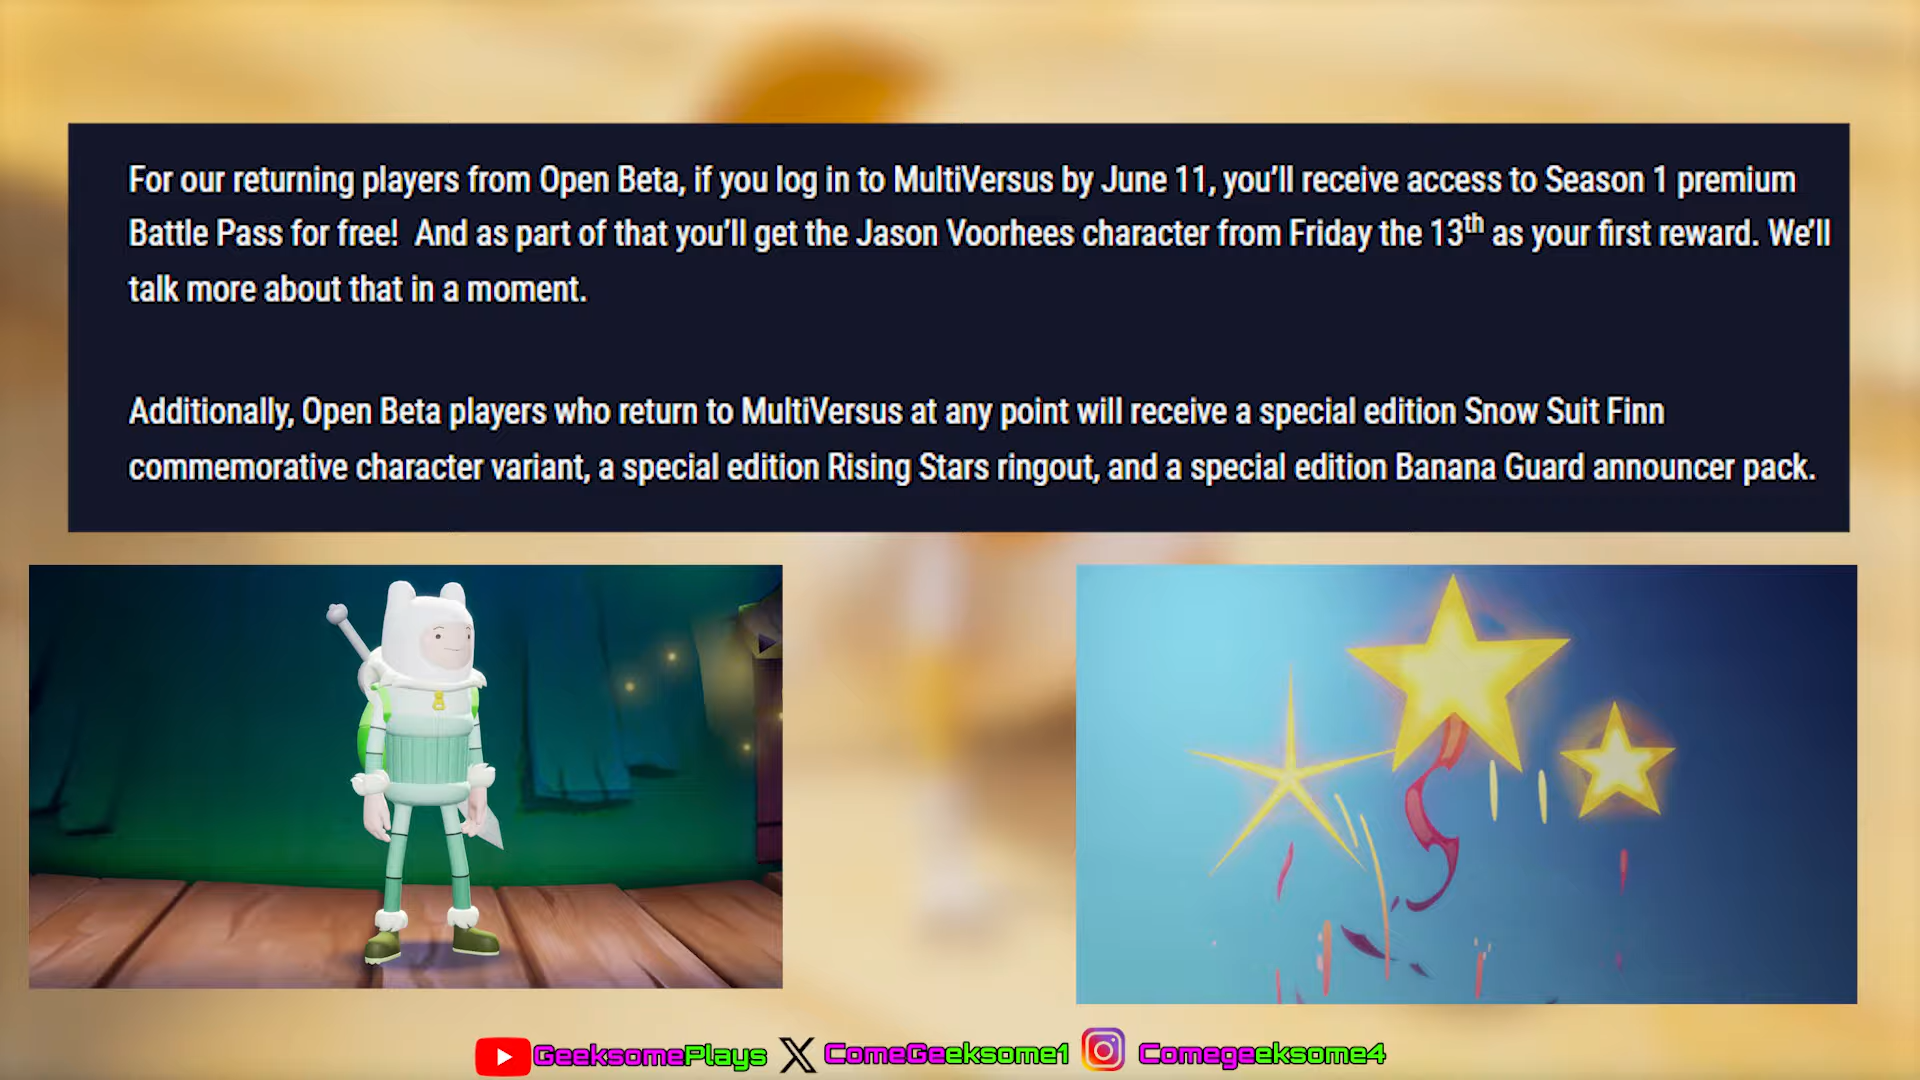 For our returning players from Open Beta, if you log in to MultiVersus by June 11, you’ll receive access to Season 1 premium
Battle Pass for free!  And as part of that you’ll get the Jason Voorhees character from Friday the 13th as your first reward. We’ll
talk more about that in a moment.
Additionally, Open Beta players who return to MultiVersus at any point will receive a special edition Snow Suit Finn
commemorative character variant, a special edition Rising Stars ringout, and a special edition Banana Guard announcer pack.
GeeksomePlays ComeGeeksome1 Comegeeksome4